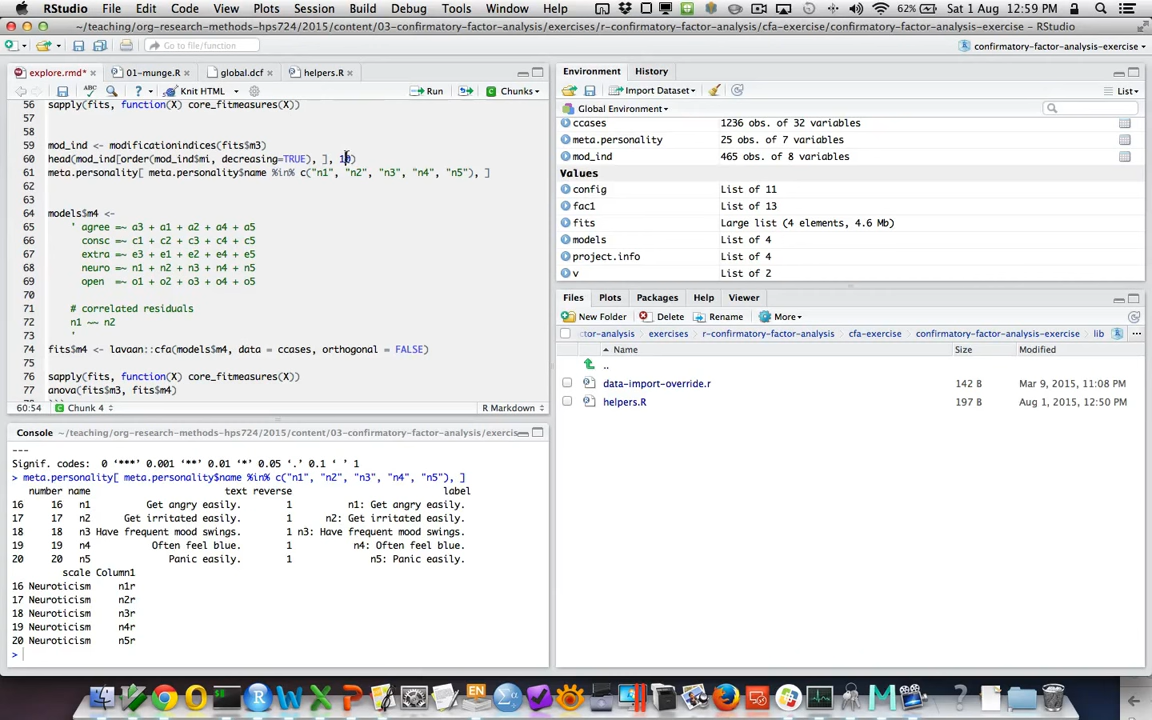 RStudio File Edit Code View Plots Session Build Debug Tools Window Help 62% Sat 1 Aug 12:59 PM
~/teaching/org-research-methods-hps724/2015/content/03-confirmatory-factor-analysis/exercises/r-confirmatory-factor-analysis/cfa-exercise/confirmatory-factor-analysis-exercise - RStudio
Go to file/function confirmatory-factor-analysis-exercise
explore.rmd* 01-munge.R global.dcf helpers.R
ABC Knit HTML Run Chunks
56 sapply(fits, function(X) core_fitmeasures(X))
57
58
59 mod_ind <- modificationindices(fits$m3)
60 head(mod_ind[order(mod_ind$mi, decreasing=TRUE), ], 10)
61 meta.personality[ meta.personality$name %in% c("n1", "n2", "n3", "n4", "n5"), ]
62
63
64 models$m4 <-
65 ' agree =~ a3 + a1 + a2 + a4 + a5
66 consc =~ c1 + c2 + c3 + c4 + c5
67 extra =~ e3 + e1 + e2 + e4 + e5
68 neuro =~ n1 + n2 + n3 + n4 + n5
69 open =~ o1 + o2 + o3 + o4 + o5
70
71 # correlated residuals
72 n1 ~~ n2
73 '
74 fits$m4 <- lavaan::cfa(models$m4, data = ccases, orthogonal = FALSE)
75
76 sapply(fits, function(X) core_fitmeasures(X))
77 anova(fits$m3, fits$m4)
60:54 Chunk 4 R Markdown
Console ~/teaching/org-research-methods-hps724/2015/content/03-confirmatory-factor-analysis/exercis
---
Signif. codes: 0 ‘***’ 0.001 ‘**’ 0.01 ‘*’ 0.05 ‘.’ 0.1 ‘ ’ 1
> meta.personality[ meta.personality$name %in% c("n1", "n2", "n3", "n4", "n5"), ]
number name text reverse label
16 16 n1 Get angry easily. 1 n1: Get angry easily.
17 17 n2 Get irritated easily. 1 n2: Get irritated easily.
18 18 n3 Have frequent mood swings. 1 n3: Have frequent mood swings.
19 19 n4 Often feel blue. 1 n4: Often feel blue.
20 20 n5 Panic easily. 1 n5: Panic easily.
scale Column1
16 Neuroticism n1r
17 Neuroticism n2r
18 Neuroticism n3r
19 Neuroticism n4r
20 Neuroticism n5r
>
Environment History
Import Dataset List
Global Environment
ccases 1236 obs. of 32 variables
meta.personality 25 obs. of 7 variables
mod_ind 465 obs. of 8 variables
Values
config List of 11
fac1 List of 13
fits Large list (4 elements, 4.6 Mb)
models List of 4
project.info List of 4
v List of 2
Files Plots Packages Help Viewer
New Folder Delete Rename More
ctor-analysis exercises r-confirmatory-factor-analysis cfa-exercise confirmatory-factor-analysis-exercise lib ...
Name Size Modified
..
data-import-override.r 142 B Mar 9, 2015, 11:08 PM
helpers.R 197 B Aug 1, 2015, 12:50 PM